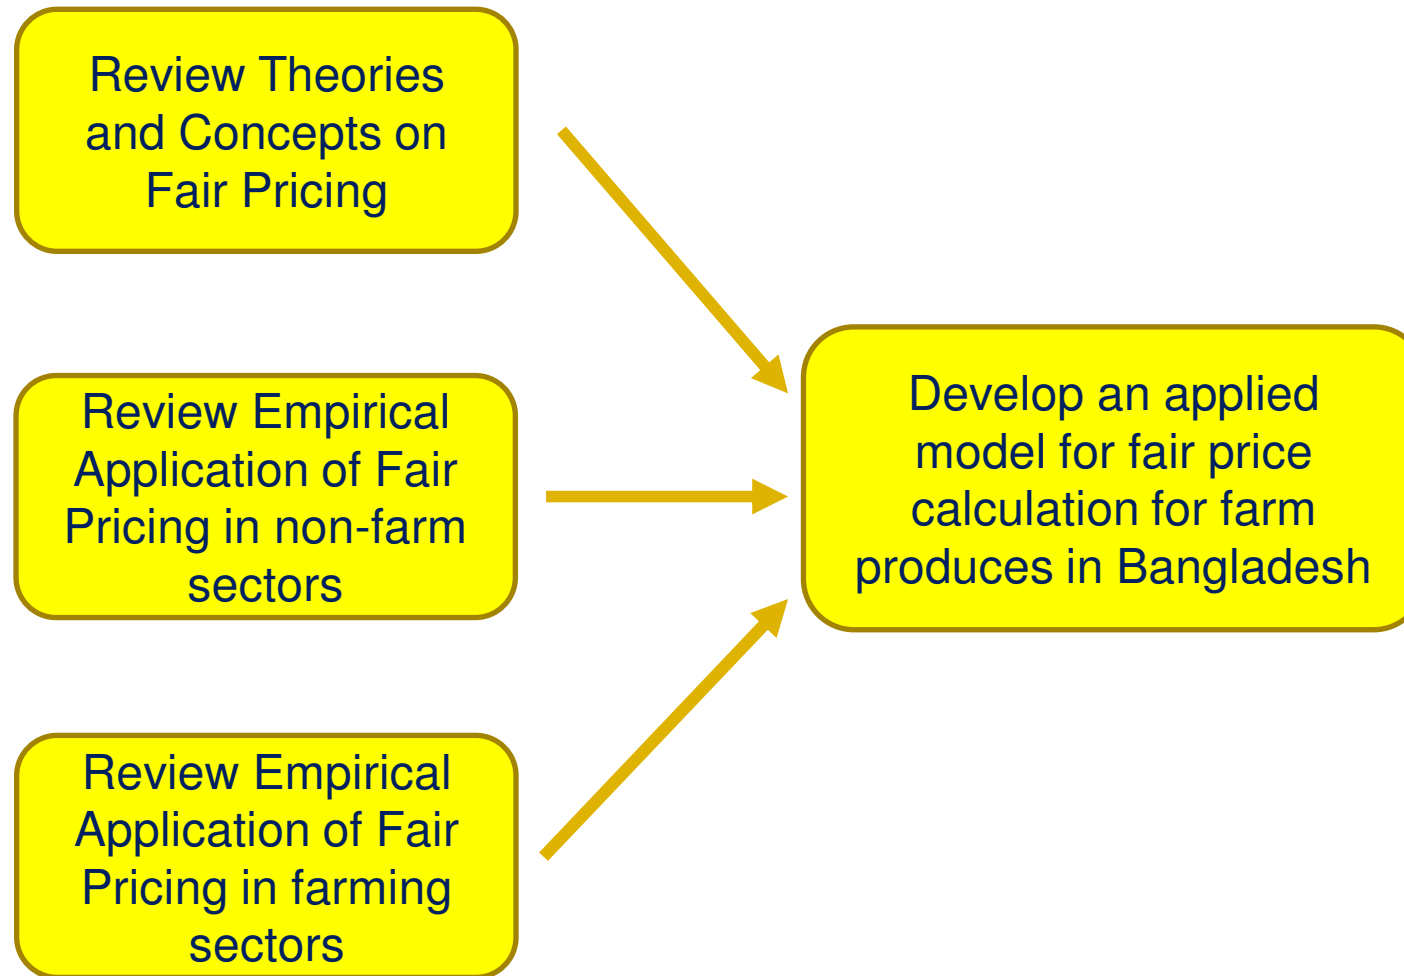 Review Theories
and Concepts on
Fair Pricing
Review Empirical
Application of Fair
Pricing in non-farm
sectors
Review Empirical
Application of Fair
Pricing in farming
sectors
Develop an applied
model for fair price
calculation for farm
produces in Bangladesh